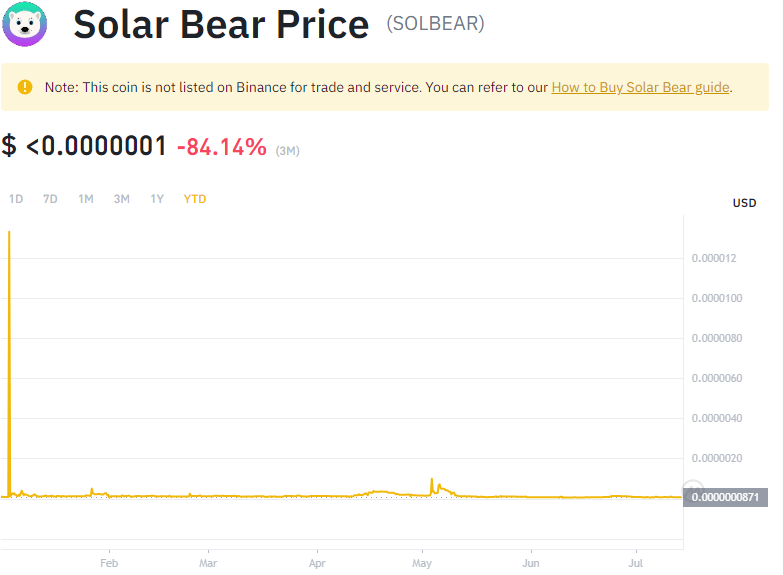 Solar Bear Price (SOLBEAR)
Note: This coin is not listed on Binance for trade and service. You can refer to our How to Buy Solar Bear guide.
$ <0.0000001 -84.14% (3M)
1D 7D 1M 3M 1Y YTD
USD
0.000012
0.0000100
0.0000080
0.0000060
0.0000040
0.0000020
0.0000000871
Feb Mar Apr May Jun Jul